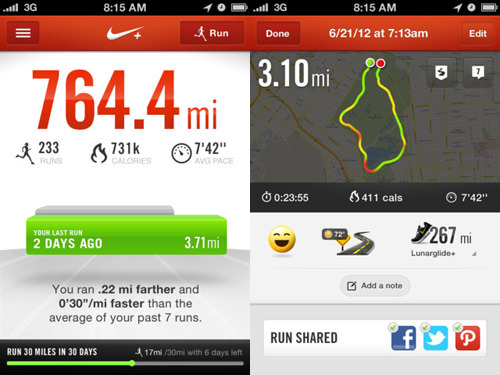 3G 8:15 AM
Run
764.4 mi
233
RUNS
731k
CALORIES
7'42"
AVG PACE
YOUR LAST RUN
2 DAYS AGO 3.71mi
You ran .22 mi farther and
0'30"/mi faster than the
average of your past 7 runs.
RUN 30 MILES IN 30 DAYS 17mi /30mi with 6 days left
3G 8:15 AM
Done 6/21/12 at 7:13am Edit
3.10mi
7
0:23:55 411 cals 7'42"
72°
267 mi
Lunarglide+
Add a note
RUN SHARED